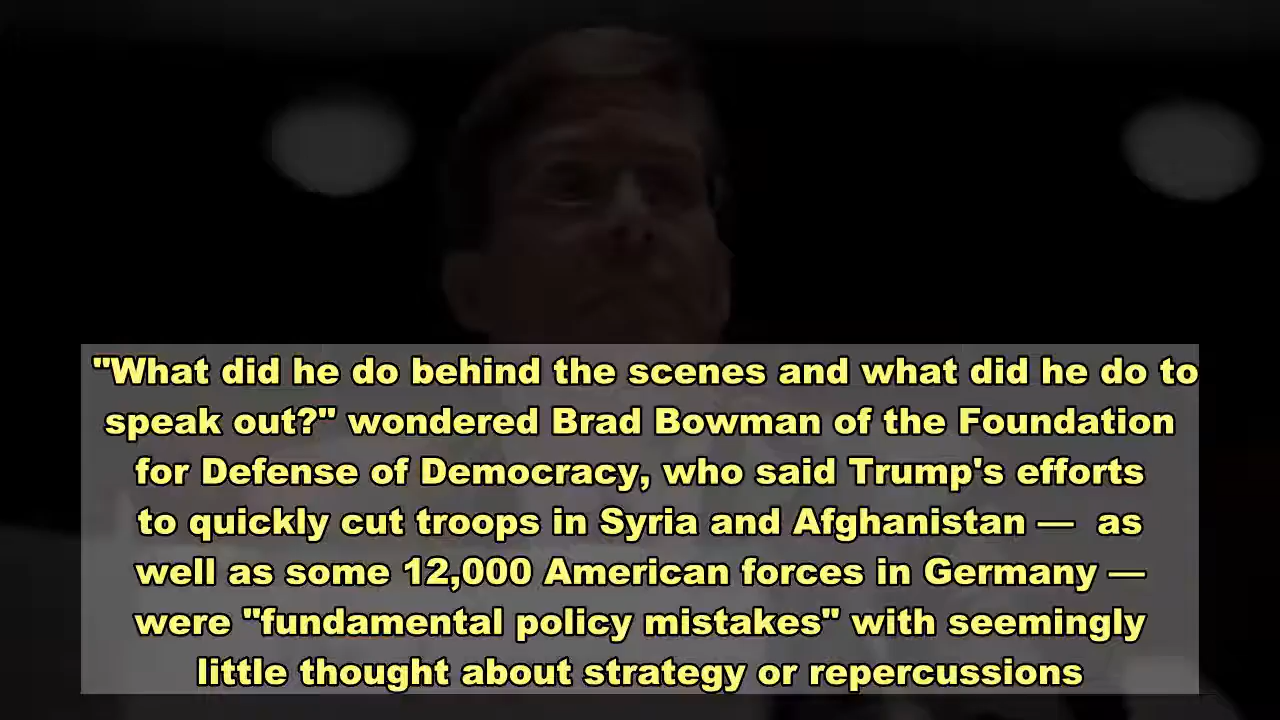 "What did he do behind the scenes and what did he do to
speak out?" wondered Brad Bowman of the Foundation
for Defense of Democracy, who said Trump's efforts
to quickly cut troops in Syria and Afghanistan —  as
well as some 12,000 American forces in Germany —
were "fundamental policy mistakes" with seemingly
little thought about strategy or repercussions